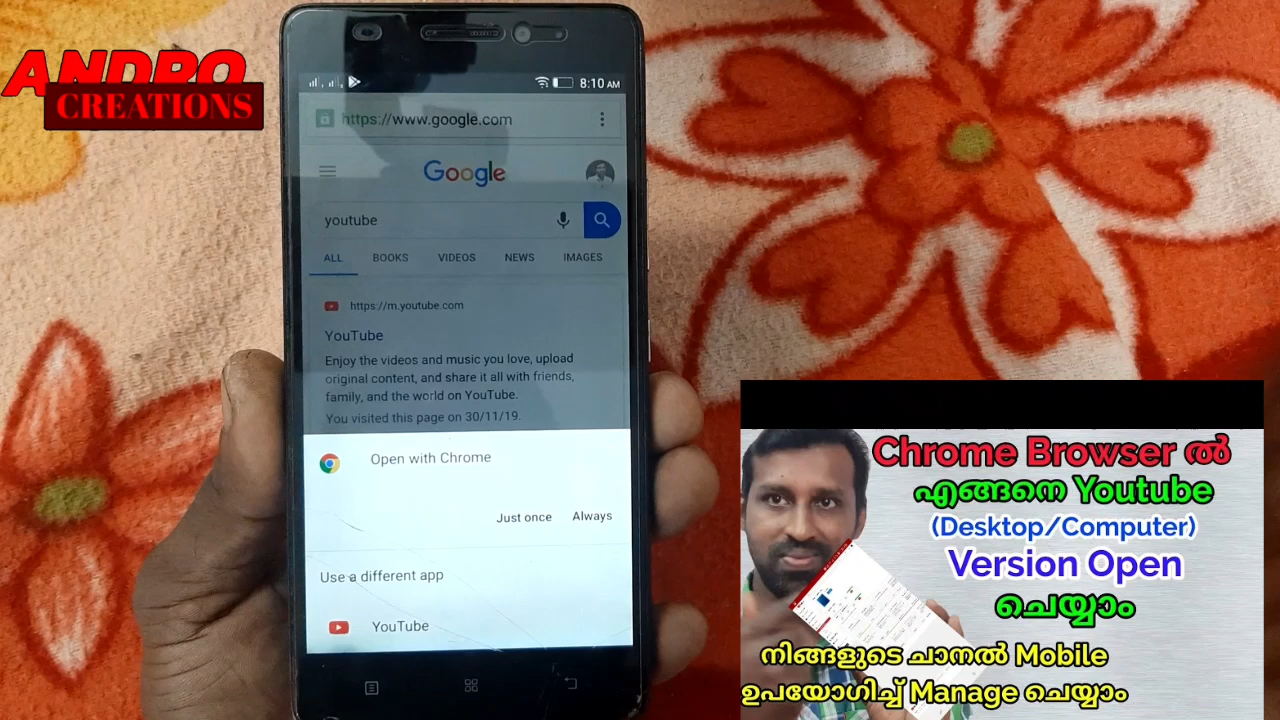 ANDRO
CREATIONS
8:10 AM
https://www.google.com
Google
youtube
ALL BOOKS VIDEOS NEWS IMAGES
https://m.youtube.com
YouTube
Enjoy the videos and music you love, upload
original content, and share it all with friends,
family, and the world on YouTube.
You visited this page on 30/11/19.
Open with Chrome
Just once Always
Use a different app
YouTube
Chrome Browser ൽ
എങ്ങനെ Youtube
(Desktop/Computer)
Version Open
ചെയ്യാം
നിങ്ങളുടെ ചാനൽ Mobile
ഉപയോഗിച്ച് Manage ചെയ്യാം